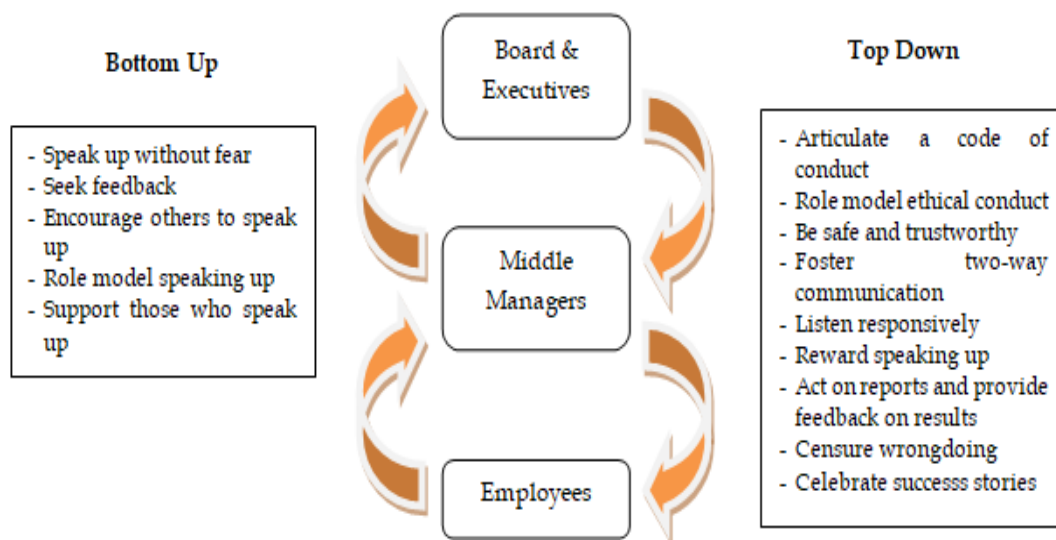 Bottom Up
- Speak up without fear
- Seek feedback
- Encourage others to speak
up
- Role model speaking up
- Support those who speak
up
Board &
Executives
Middle
Managers
Employees
Top Down
- Articulate a code of
conduct
- Role model ethical conduct
- Be safe and trustworthy
- Foster two-way
communication
- Listen responsively
- Reward speaking up
- Act on reports and provide
feedback on results
- Censure wrongdoing
- Celebrate successs stories